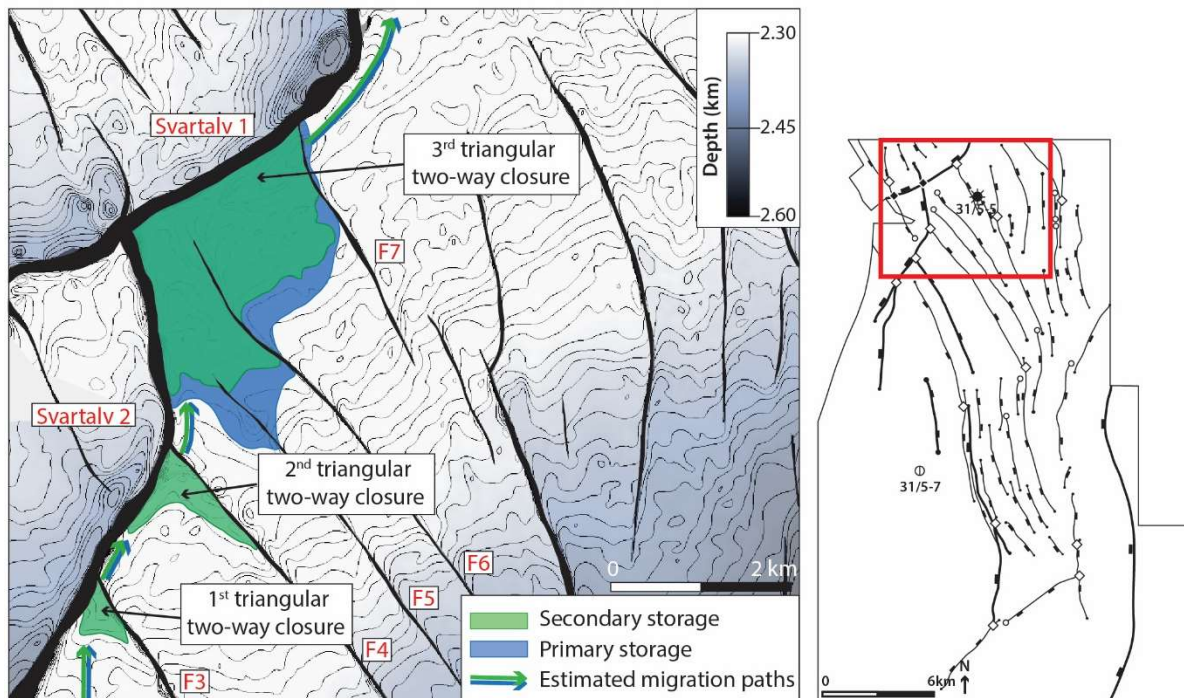 2.30
Depth (km)
2.45
2.60
Svartalv 1
3rd triangular
two-way closure
F7
Svartalv 2
2nd triangular
two-way closure
F6
F5
F4
F3
1st triangular
two-way closure
0 2 km
Secondary storage
Primary storage
Estimated migration paths
31/5-5
31/5-7
0 6km
N